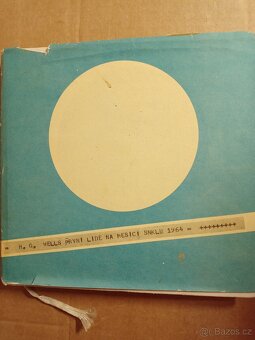 = H. G. WELLS PRVNÍ LIDÉ NA MĚSÍCI SNKLU 1964 = +++++++++
Bazos.cz